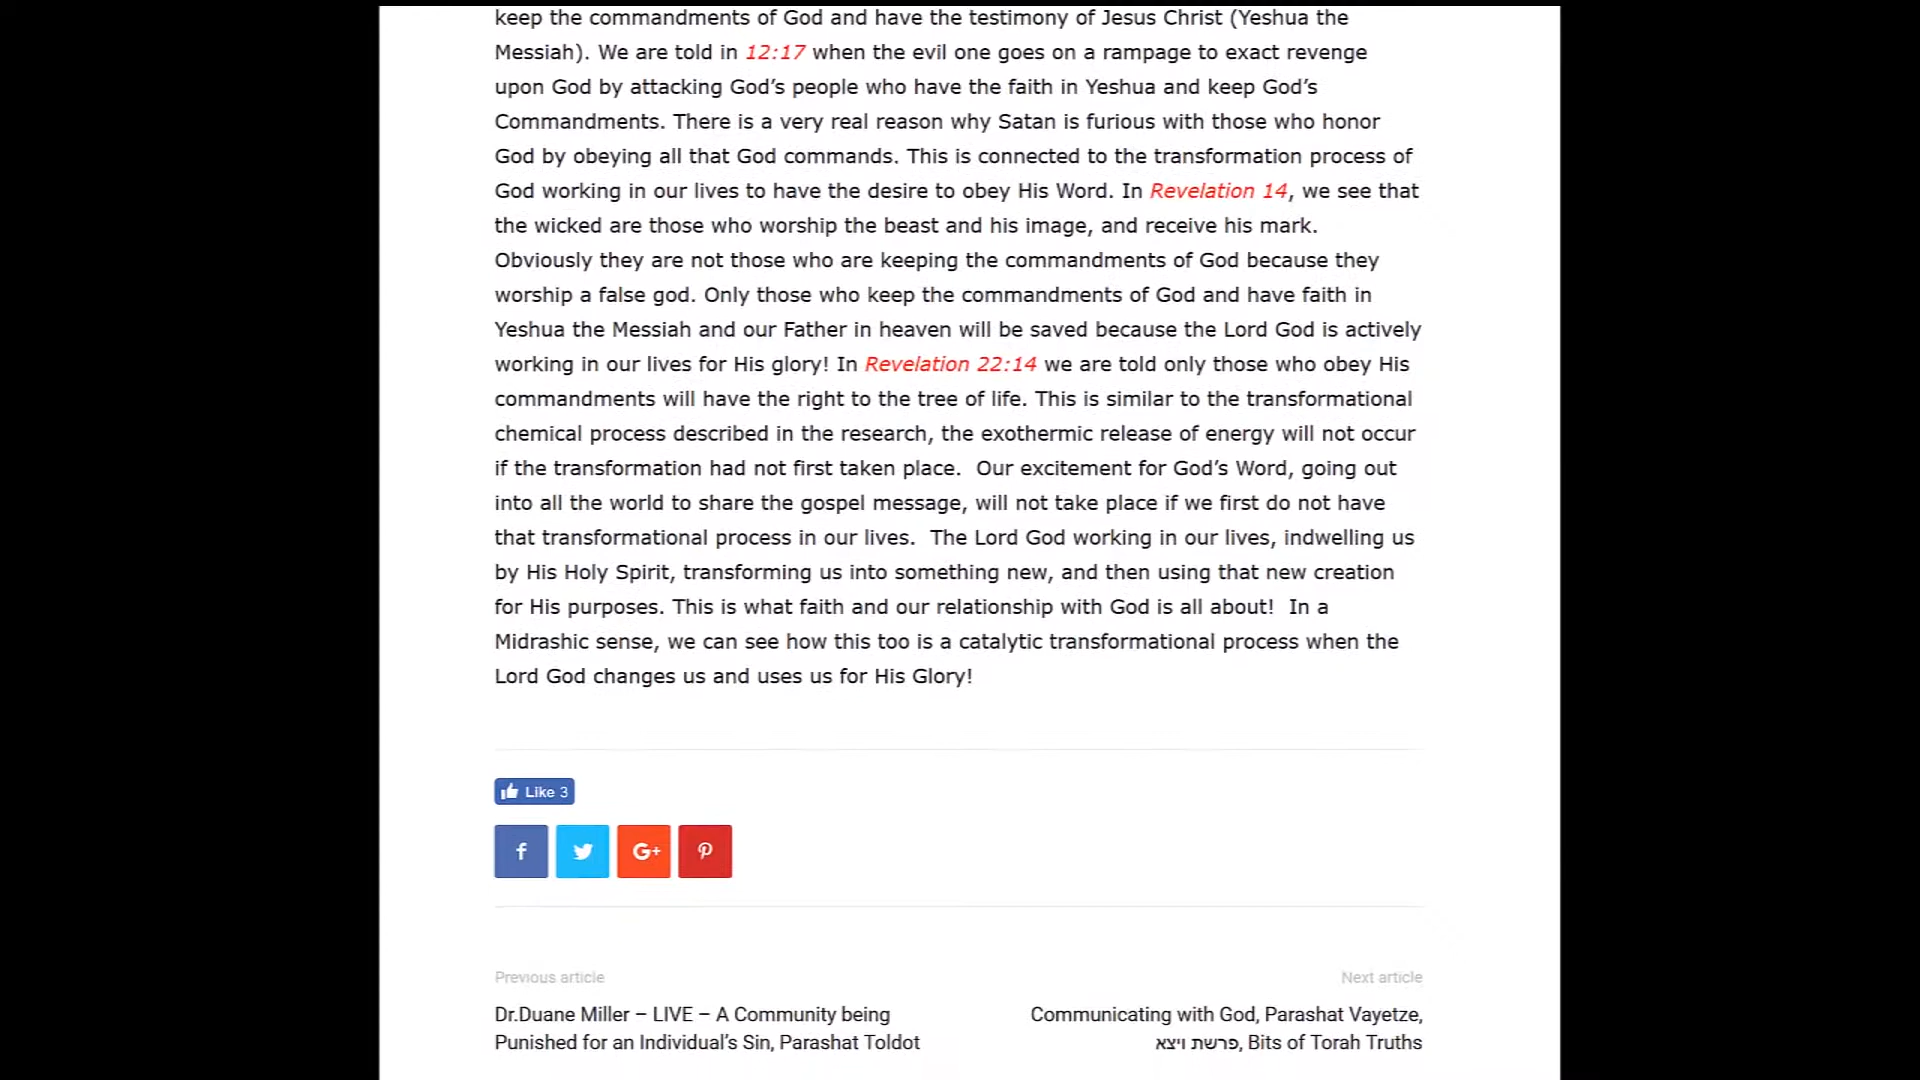 keep the commandments of God and have the testimony of Jesus Christ (Yeshua the
Messiah). We are told in 12:17 when the evil one goes on a rampage to exact revenge
upon God by attacking God’s people who have the faith in Yeshua and keep God’s
Commandments. There is a very real reason why Satan is furious with those who honor
God by obeying all that God commands. This is connected to the transformation process of
God working in our lives to have the desire to obey His Word. In Revelation 14, we see that
the wicked are those who worship the beast and his image, and receive his mark.
Obviously they are not those who are keeping the commandments of God because they
worship a false god. Only those who keep the commandments of God and have faith in
Yeshua the Messiah and our Father in heaven will be saved because the Lord God is actively
working in our lives for His glory! In Revelation 22:14 we are told only those who obey His
commandments will have the right to the tree of life. This is similar to the transformational
chemical process described in the research, the exothermic release of energy will not occur
if the transformation had not first taken place.  Our excitement for God’s Word, going out
into all the world to share the gospel message, will not take place if we first do not have
that transformational process in our lives.  The Lord God working in our lives, indwelling us
by His Holy Spirit, transforming us into something new, and then using that new creation
for His purposes. This is what faith and our relationship with God is all about!  In a
Midrashic sense, we can see how this too is a catalytic transformational process when the
Lord God changes us and uses us for His Glory!
Like 3
f G+
Previous article
Dr.Duane Miller – LIVE – A Community being
Punished for an Individual’s Sin, Parashat Toldot
Next article
Communicating with God, Parashat Vayetze,
פרשת ויצא, Bits of Torah Truths